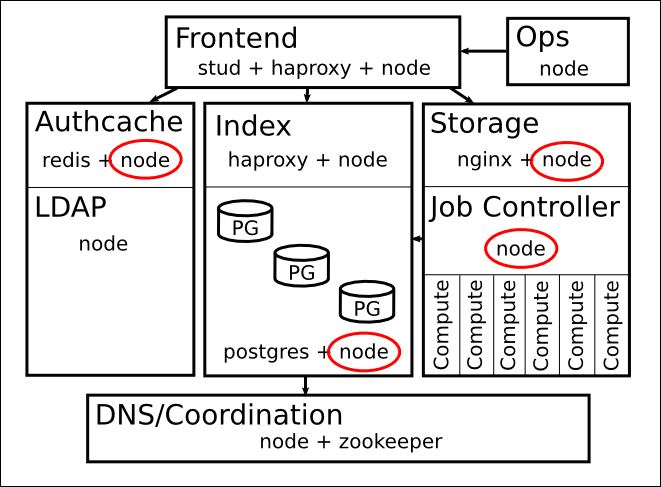 Frontend
stud + haproxy + node
Ops
node
Authcache
redis + node
LDAP
node
Index
haproxy + node
PG
PG
PG
postgres + node
Storage
nginx + node
Job Controller
node
Compute
Compute
Compute
Compute
Compute
Compute
DNS/Coordination
node + zookeeper